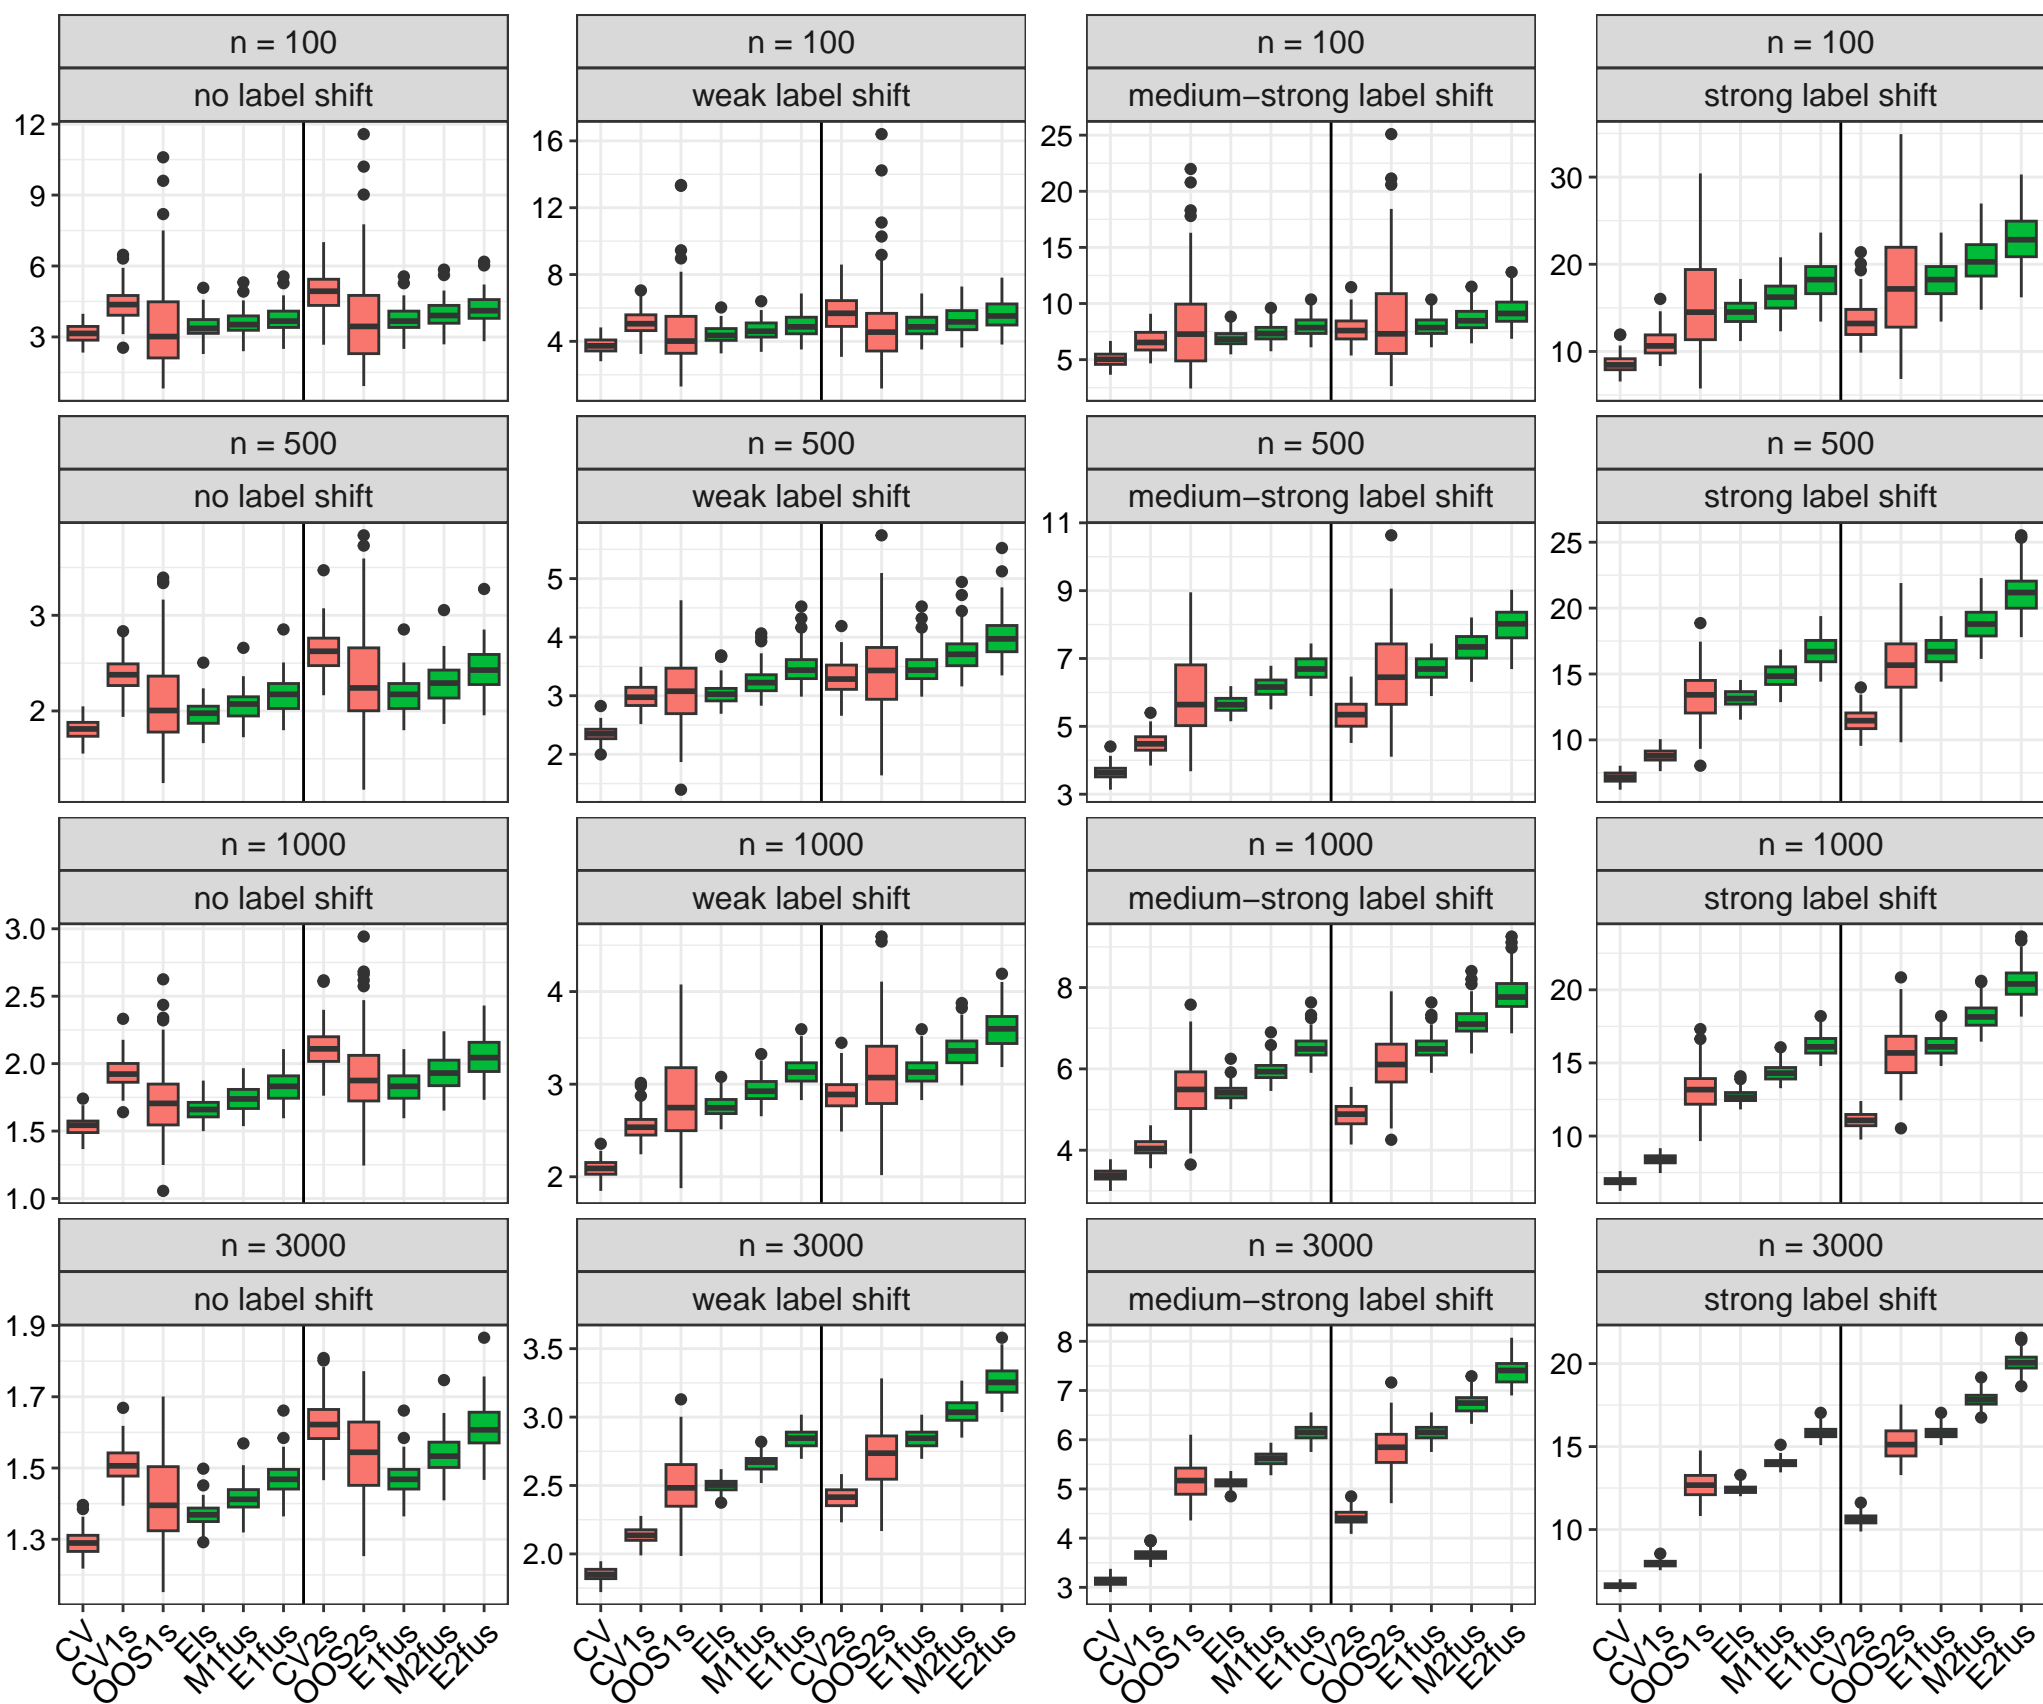 n = 100
no label shift
12
9
6
3
n = 100
weak label shift
16
12
8
4
n = 100
medium−strong label shift
25
20
15
10
5
n = 100
strong label shift
30
20
10
n = 500
no label shift
3
2
n = 500
weak label shift
5
4
3
2
n = 500
medium−strong label shift
11
9
7
5
3
n = 500
strong label shift
25
20
15
10
n = 1000
no label shift
3.0
2.5
2.0
1.5
1.0
n = 1000
weak label shift
4
3
2
n = 1000
medium−strong label shift
8
6
4
n = 1000
strong label shift
20
15
10
n = 3000
no label shift
1.9
1.7
1.5
1.3
CV
CV1s
OOS1s
EIs
M1fus
E1fus
CV2s
OOS2s
E1fus
M2fus
E2fus
n = 3000
weak label shift
3.5
3.0
2.5
2.0
CV
CV1s
OOS1s
EIs
M1fus
E1fus
CV2s
OOS2s
E1fus
M2fus
E2fus
n = 3000
medium−strong label shift
8
7
6
5
4
3
CV
CV1s
OOS1s
EIs
M1fus
E1fus
CV2s
OOS2s
E1fus
M2fus
E2fus
n = 3000
strong label shift
20
15
10
CV
CV1s
OOS1s
EIs
M1fus
E1fus
CV2s
OOS2s
E1fus
M2fus
E2fus